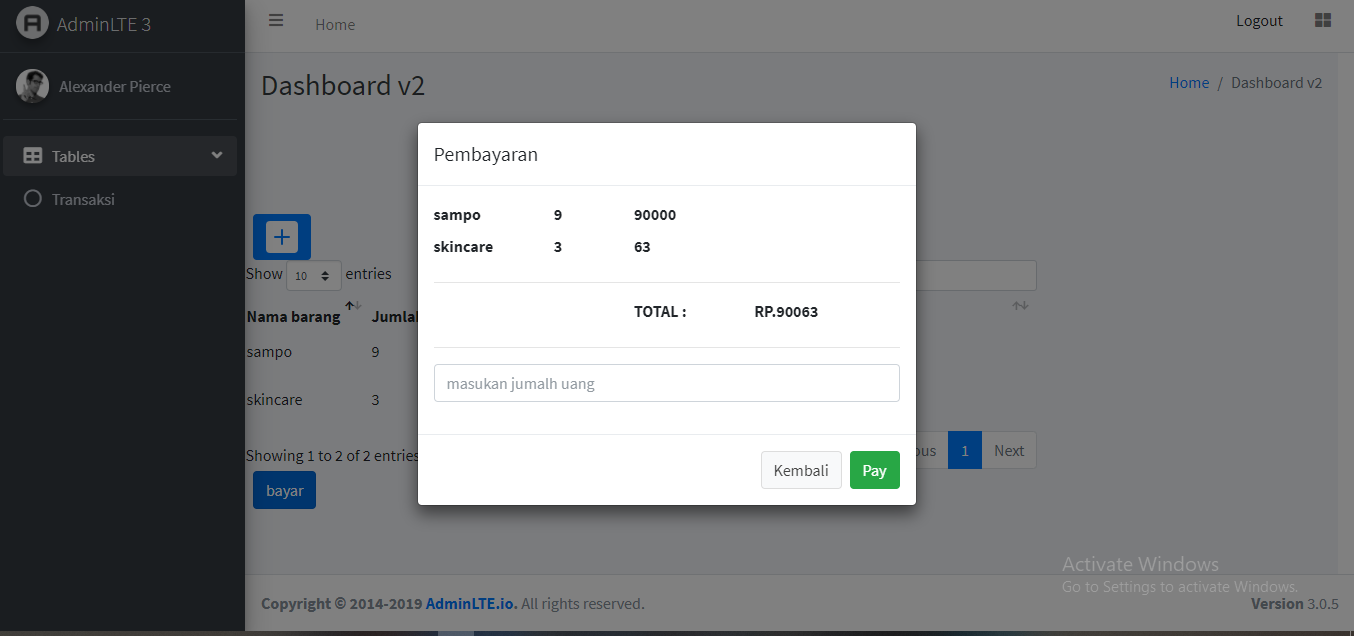 AdminLTE 3
Home
Logout
Alexander Pierce
Dashboard v2
Home / Dashboard v2
Tables
Transaksi
Pembayaran
sampo 9 90000
skincare 3 63
TOTAL : RP.90063
masukan jumalh uang
Kembali Pay
Show 10 entries
Nama barang
sampo 9
skincare 3
Showing 1 to 2 of 2 entries
1 Next
bayar
Activate Windows
Go to Settings to activate Windows.
Copyright © 2014-2019 AdminLTE.io. All rights reserved.
Version 3.0.5